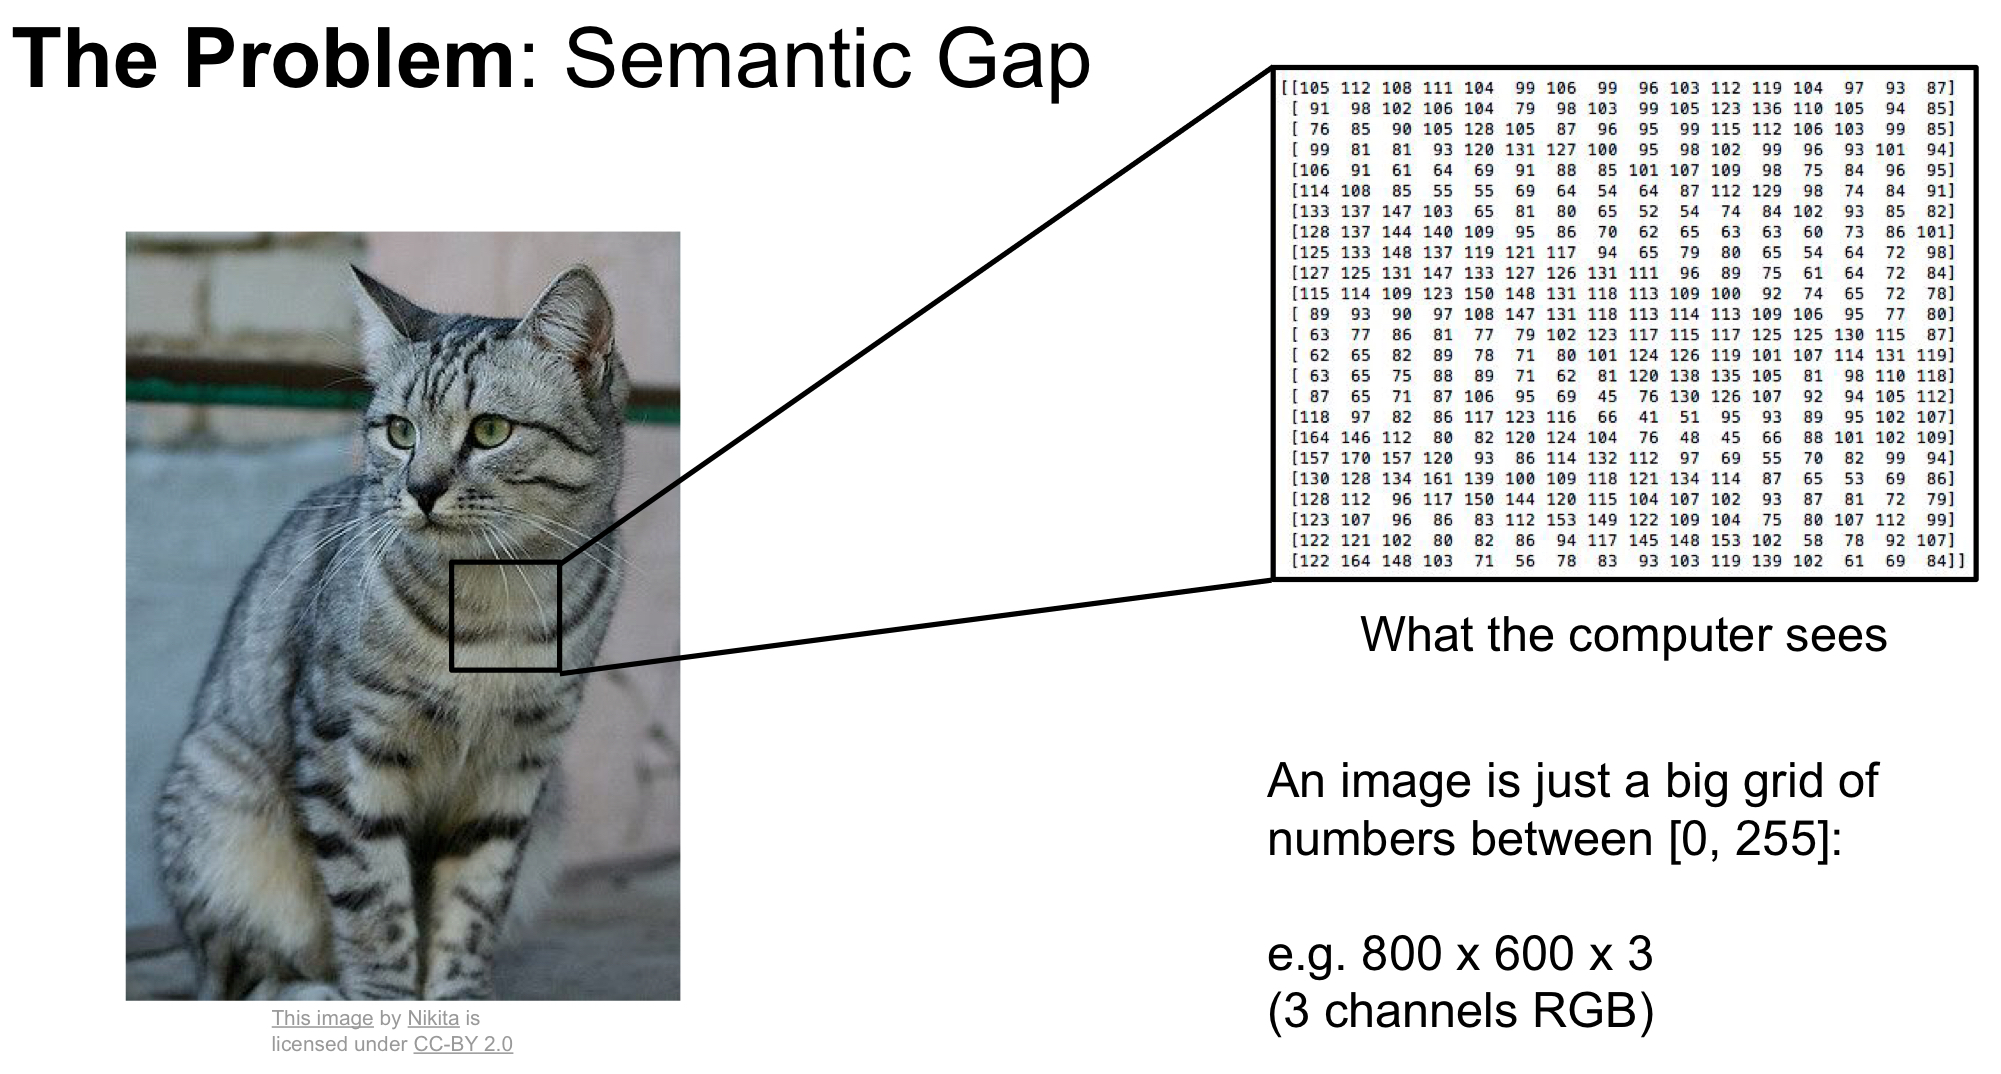 The Problem: Semantic Gap
[[105 112 108 111 104 99 106 99 96 103 112 119 104 97 93 87]
[ 91 98 102 106 104 79 98 103 99 105 123 136 110 105 94 85]
[ 76 85 90 105 128 105 87 96 95 99 115 112 106 103 99 85]
[ 99 81 81 93 120 131 127 100 95 98 102 99 96 93 101 94]
[106 91 61 64 69 91 88 85 101 107 109 98 75 84 96 95]
[114 108 85 55 55 69 64 54 64 87 112 129 98 74 84 91]
[133 137 147 103 65 81 80 65 52 54 74 84 102 93 85 82]
[128 137 144 140 109 95 86 70 62 65 63 63 60 73 86 101]
[125 133 148 137 119 121 117 94 65 79 80 65 54 64 72 98]
[127 125 131 147 133 127 126 131 111 96 89 75 61 64 72 84]
[115 114 109 123 150 148 131 118 113 109 100 92 74 65 72 78]
[ 89 93 90 97 108 147 131 118 113 114 113 109 106 95 77 80]
[ 63 77 86 81 77 79 102 123 117 115 117 125 125 130 115 87]
[ 62 65 82 89 78 71 80 101 124 126 119 101 107 114 131 119]
[ 63 65 75 88 89 71 62 81 120 138 135 105 81 98 110 118]
[ 87 65 71 87 106 95 69 45 76 130 126 107 92 94 105 112]
[118 97 82 86 117 123 116 66 41 51 95 93 89 95 102 107]
[164 146 112 80 82 120 124 104 76 48 45 66 88 101 102 109]
[157 170 157 120 93 86 114 132 112 97 69 55 70 82 99 94]
[130 128 134 161 139 100 109 118 121 134 114 87 65 53 69 86]
[128 112 96 117 150 144 120 115 104 107 102 93 87 81 72 79]
[123 107 96 86 83 112 153 149 122 109 104 75 80 107 112 99]
[122 121 102 80 82 86 94 117 145 148 153 102 58 78 92 107]
[122 164 148 103 71 56 78 83 93 103 119 139 102 61 69 84]]
What the computer sees
An image is just a big grid of
numbers between [0, 255]:
e.g. 800 x 600 x 3
(3 channels RGB)
This image by Nikita is
licensed under CC-BY 2.0